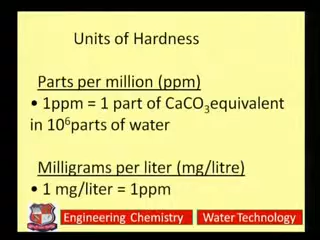 Units of Hardness
Parts per million (ppm)
• 1ppm = 1 part of CaCO₃equivalent
in 10⁶parts of water
Milligrams per liter (mg/litre)
• 1 mg/liter = 1ppm
Engineering Chemistry
Water Technology